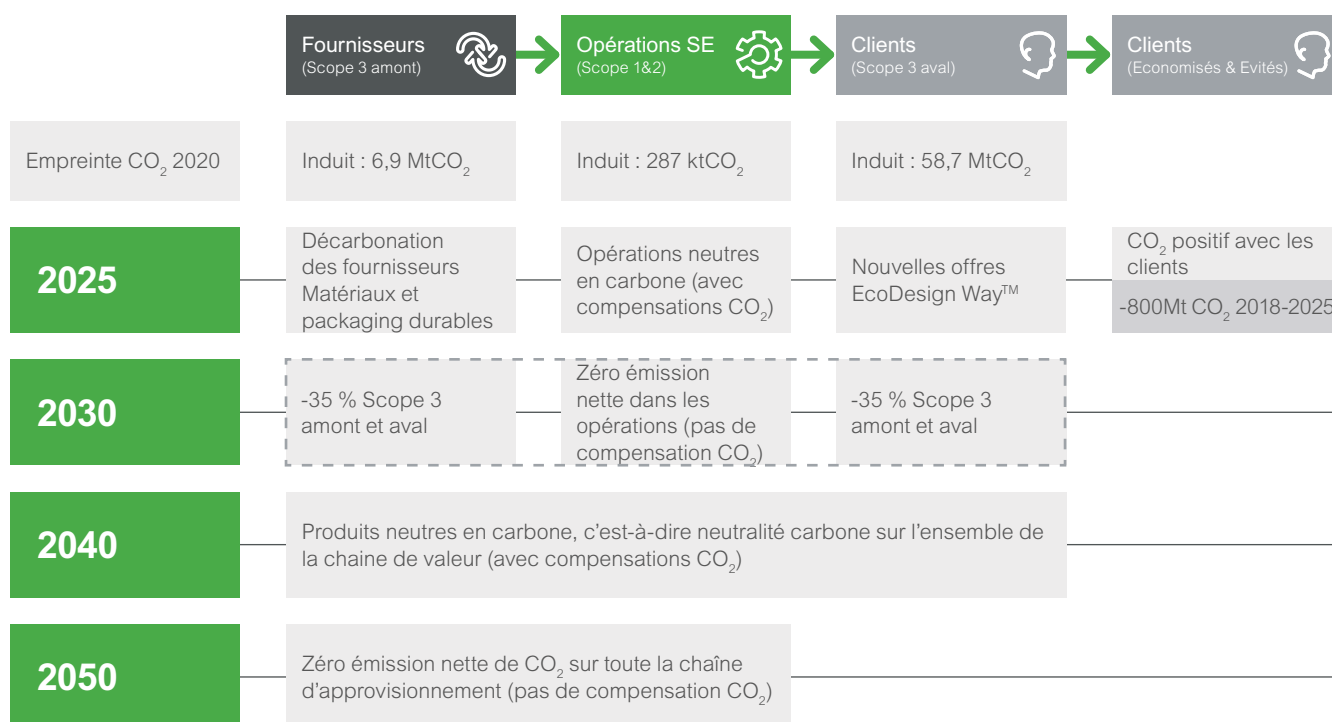 Fournisseurs
(Scope 3 amont)
Opérations SE
(Scope 1&2)
Clients
(Scope 3 aval)
Clients
(Economisés & Evités)
Empreinte CO₂ 2020
Induit : 6,9 MtCO₂
Induit : 287 ktCO₂
Induit : 58,7 MtCO₂
2025
Décarbonation
des fournisseurs
Matériaux et
packaging durables
Opérations neutres
en carbone (avec
compensations CO₂)
Nouvelles offres
EcoDesign Way™
CO₂ positif avec les
clients
-800Mt CO₂ 2018-2025
2030
-35 % Scope 3
amont et aval
Zéro émission
nette dans les
opérations (pas de
compensation CO₂)
-35 % Scope 3
amont et aval
2040
Produits neutres en carbone, c'est-à-dire neutralité carbone sur l'ensemble de
la chaine de valeur (avec compensations CO₂)
2050
Zéro émission nette de CO₂ sur toute la chaîne
d'approvisionnement (pas de compensation CO₂)